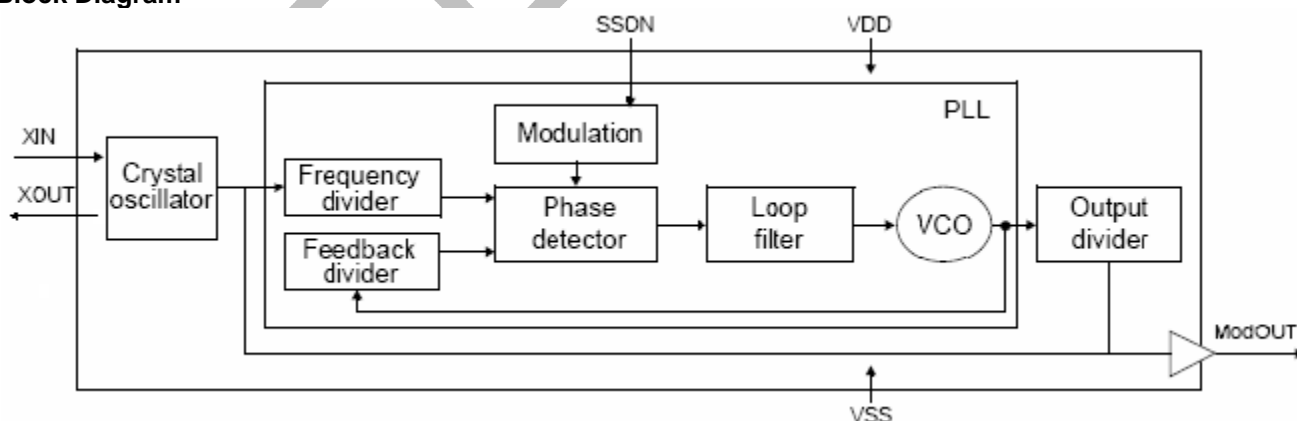 Block Diagram
SSON
VDD
PLL
XIN
XOUT
Crystal
oscillator
Modulation
Frequency
divider
Feedback
divider
Phase
detector
Loop
filter
VCO
Output
divider
ModOUT
VSS